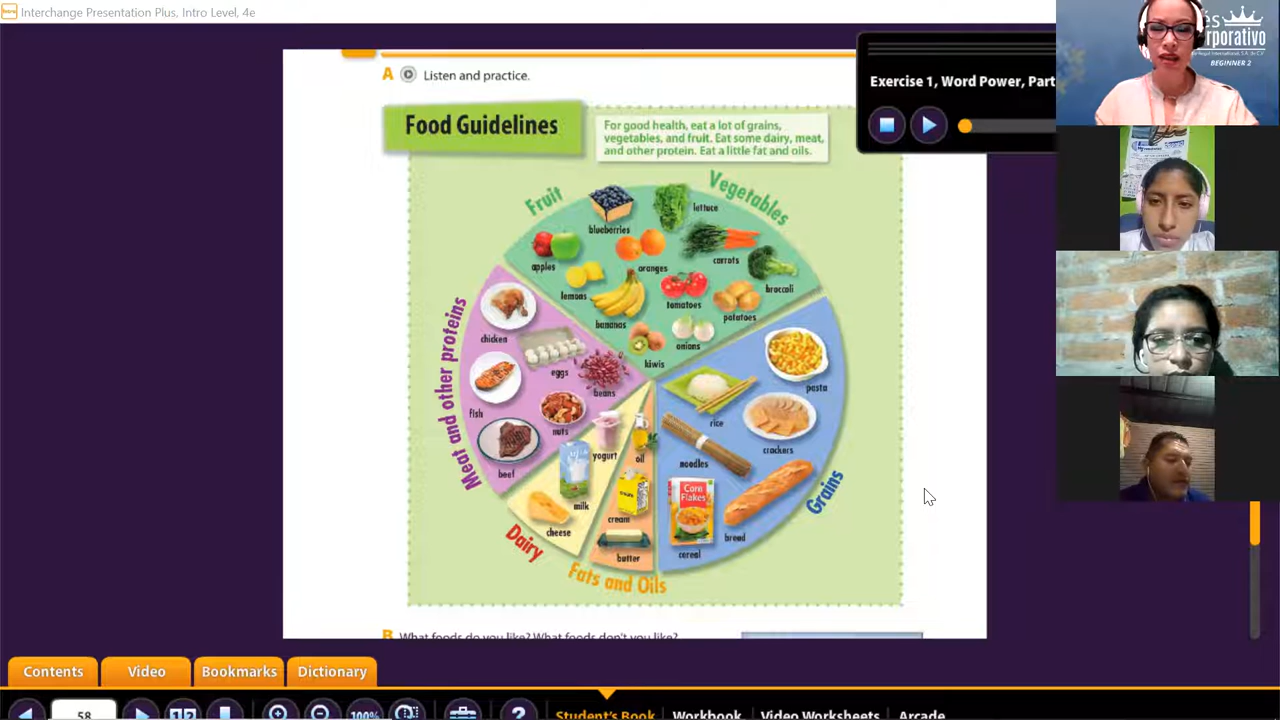 Interchange Presentation Plus, Intro Level, 4e
A Listen and practice.
Food Guidelines
For good health, eat a lot of grains,
vegetables, and fruit. Eat some dairy, meat,
and other protein. Eat a little fat and oils.
Exercise 1, Word Power, Part
és
rporativo
BEGINNER 2
Fruit
Vegetables
blueberries
lettuce
apples
oranges
carrots
broccoli
lemons
bananas
tomatoes
potatoes
onions
kiwis
Meat and other proteins
chicken
eggs
beans
fish
nuts
beef
pasta
rice
crackers
noodles
Corn
Flakes
bread
cereal
Grains
yogurt
milk
cheese
Dairy
oil
cream
butter
Fats and Oils
B What foods do you like? What foods don't you like?
Contents
Video
Bookmarks
Dictionary
58
100%
?
Student's Book
Workbook
Video Worksheets
Arcade